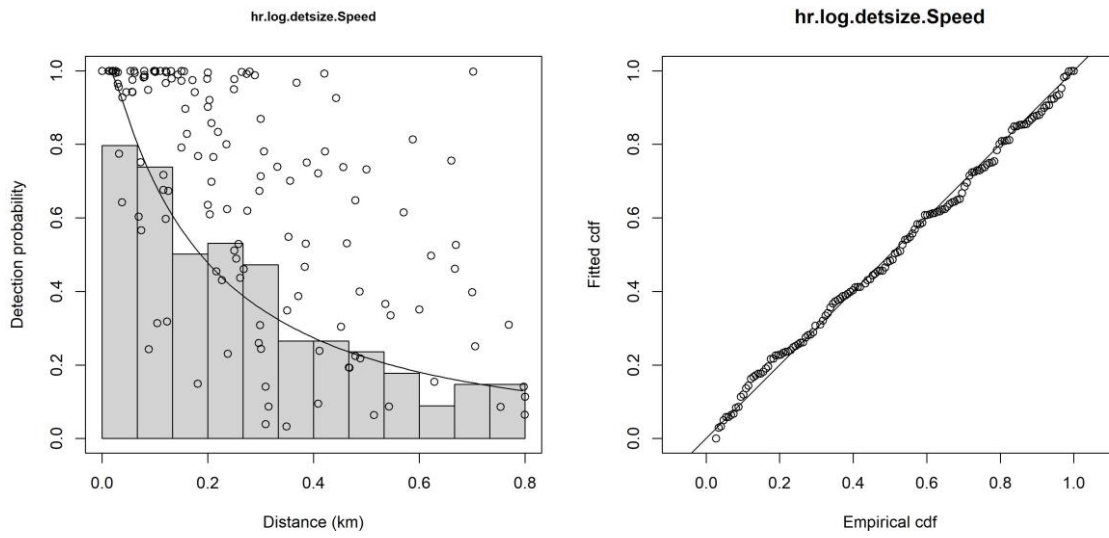 hr.log.detsize.Speed
Detection probability
1.0
0.8
0.6
0.4
0.2
0.0
0.0 0.2 0.4 0.6 0.8
Distance (km)
hr.log.detsize.Speed
Fitted cdf
1.0
0.8
0.6
0.4
0.2
0.0
0.0 0.2 0.4 0.6 0.8 1.0
Empirical cdf